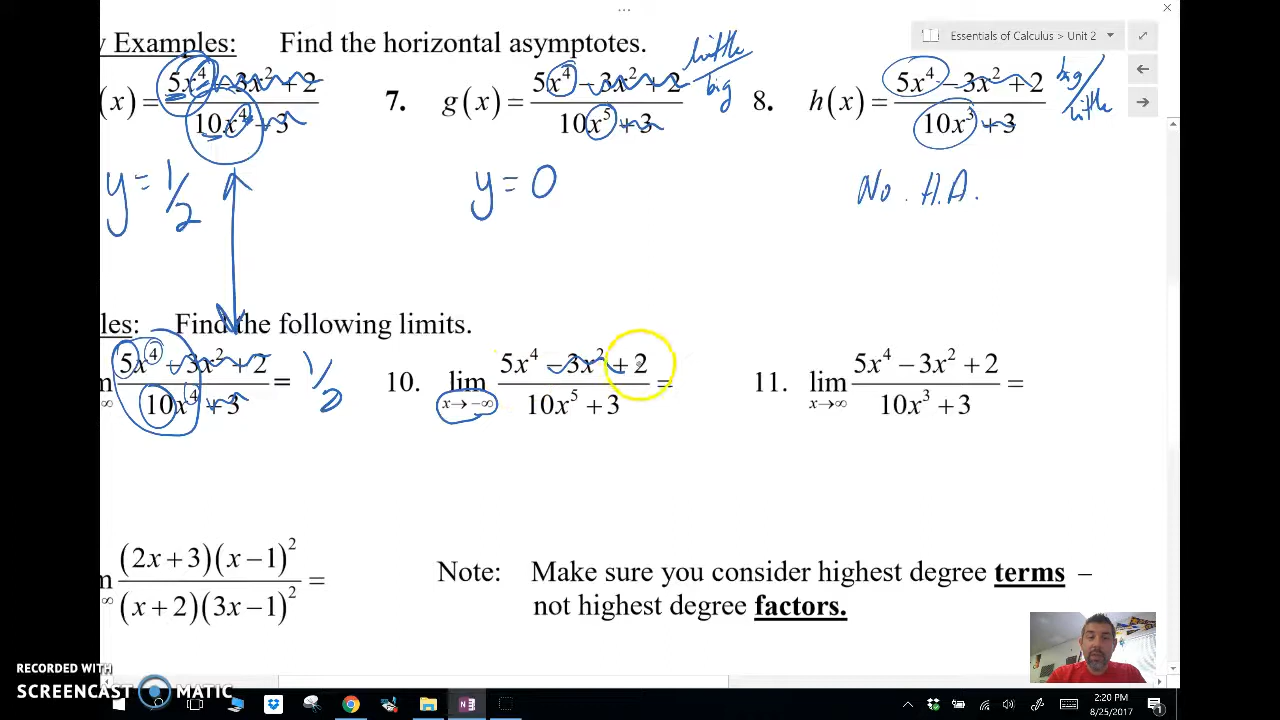 y Examples: Find the horizontal asymptotes.
Essentials of Calculus > Unit 2
(x) = (5x⁴ − 3x² + 2)/(10x⁴ + 3)
7. g(x) = (5x⁴ − 3x² + 2)/(10x⁵ + 3)
little/big
8. h(x) = (5x⁴ − 3x² + 2)/(10x³ + 3)
big/little
y = 1/2
y = 0
No. H.A.
les: Find the following limits.
m ∞ (5x⁴ − 3x² + 2)/(10x⁴ + 3) = 1/2
10. lim x→−∞ (5x⁴ − 3x² + 2)/(10x⁵ + 3) =
11. lim x→∞ (5x⁴ − 3x² + 2)/(10x³ + 3) =
m ∞ (2x + 3)(x − 1)²/(x + 2)(3x − 1)² =
Note: Make sure you consider highest degree terms –
not highest degree factors.
RECORDED WITH
SCREENCAST MATIC
2:20 PM
8/25/2017